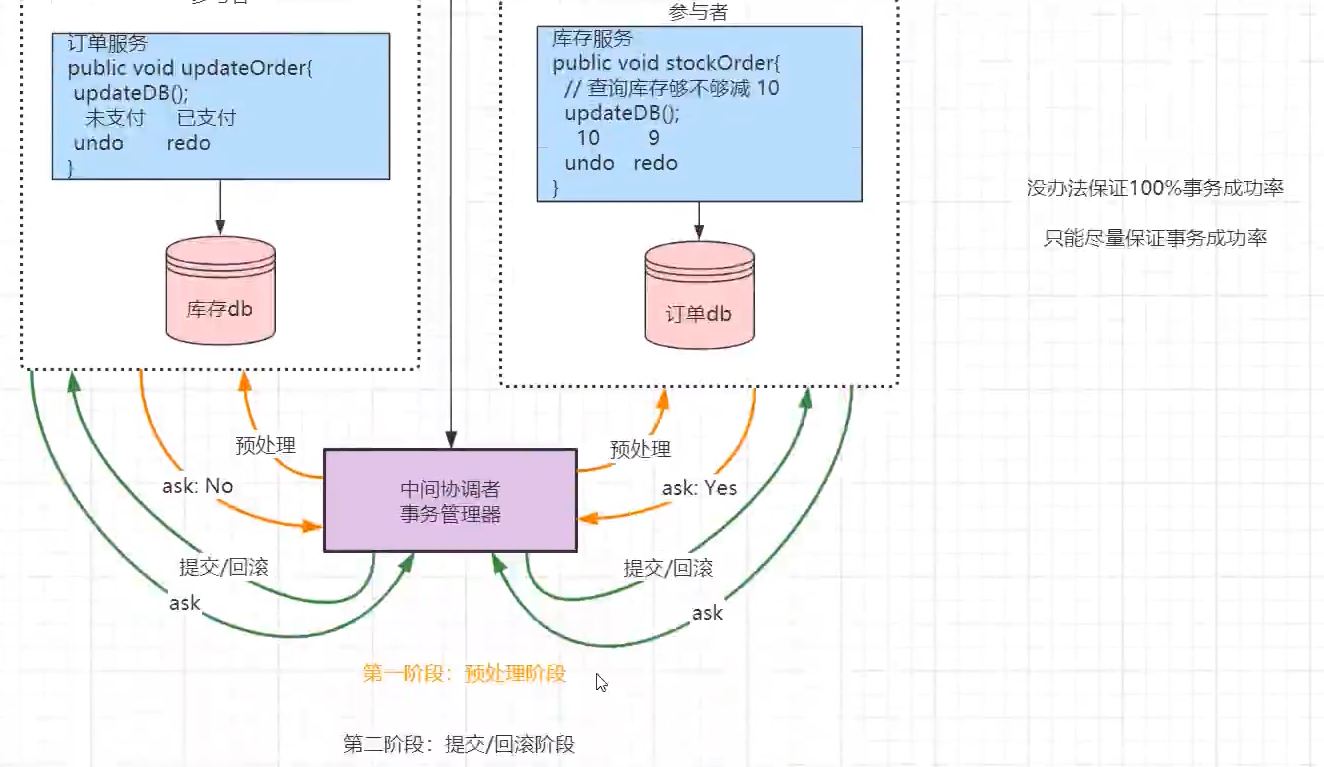 参与者
参与者
订单服务
public void updateOrder{
updateDB();
未支付 已支付
undo redo
}
库存db
库存服务
public void stockOrder{
// 查询库存够不够减 10
updateDB();
10 9
undo redo
}
订单db
没办法保证100%事务成功率
只能尽量保证事务成功率
预处理
ask: No
预处理
ask: Yes
中间协调者
事务管理器
提交/回滚
ask
提交/回滚
ask
第一阶段：预处理阶段
第二阶段：提交/回滚阶段